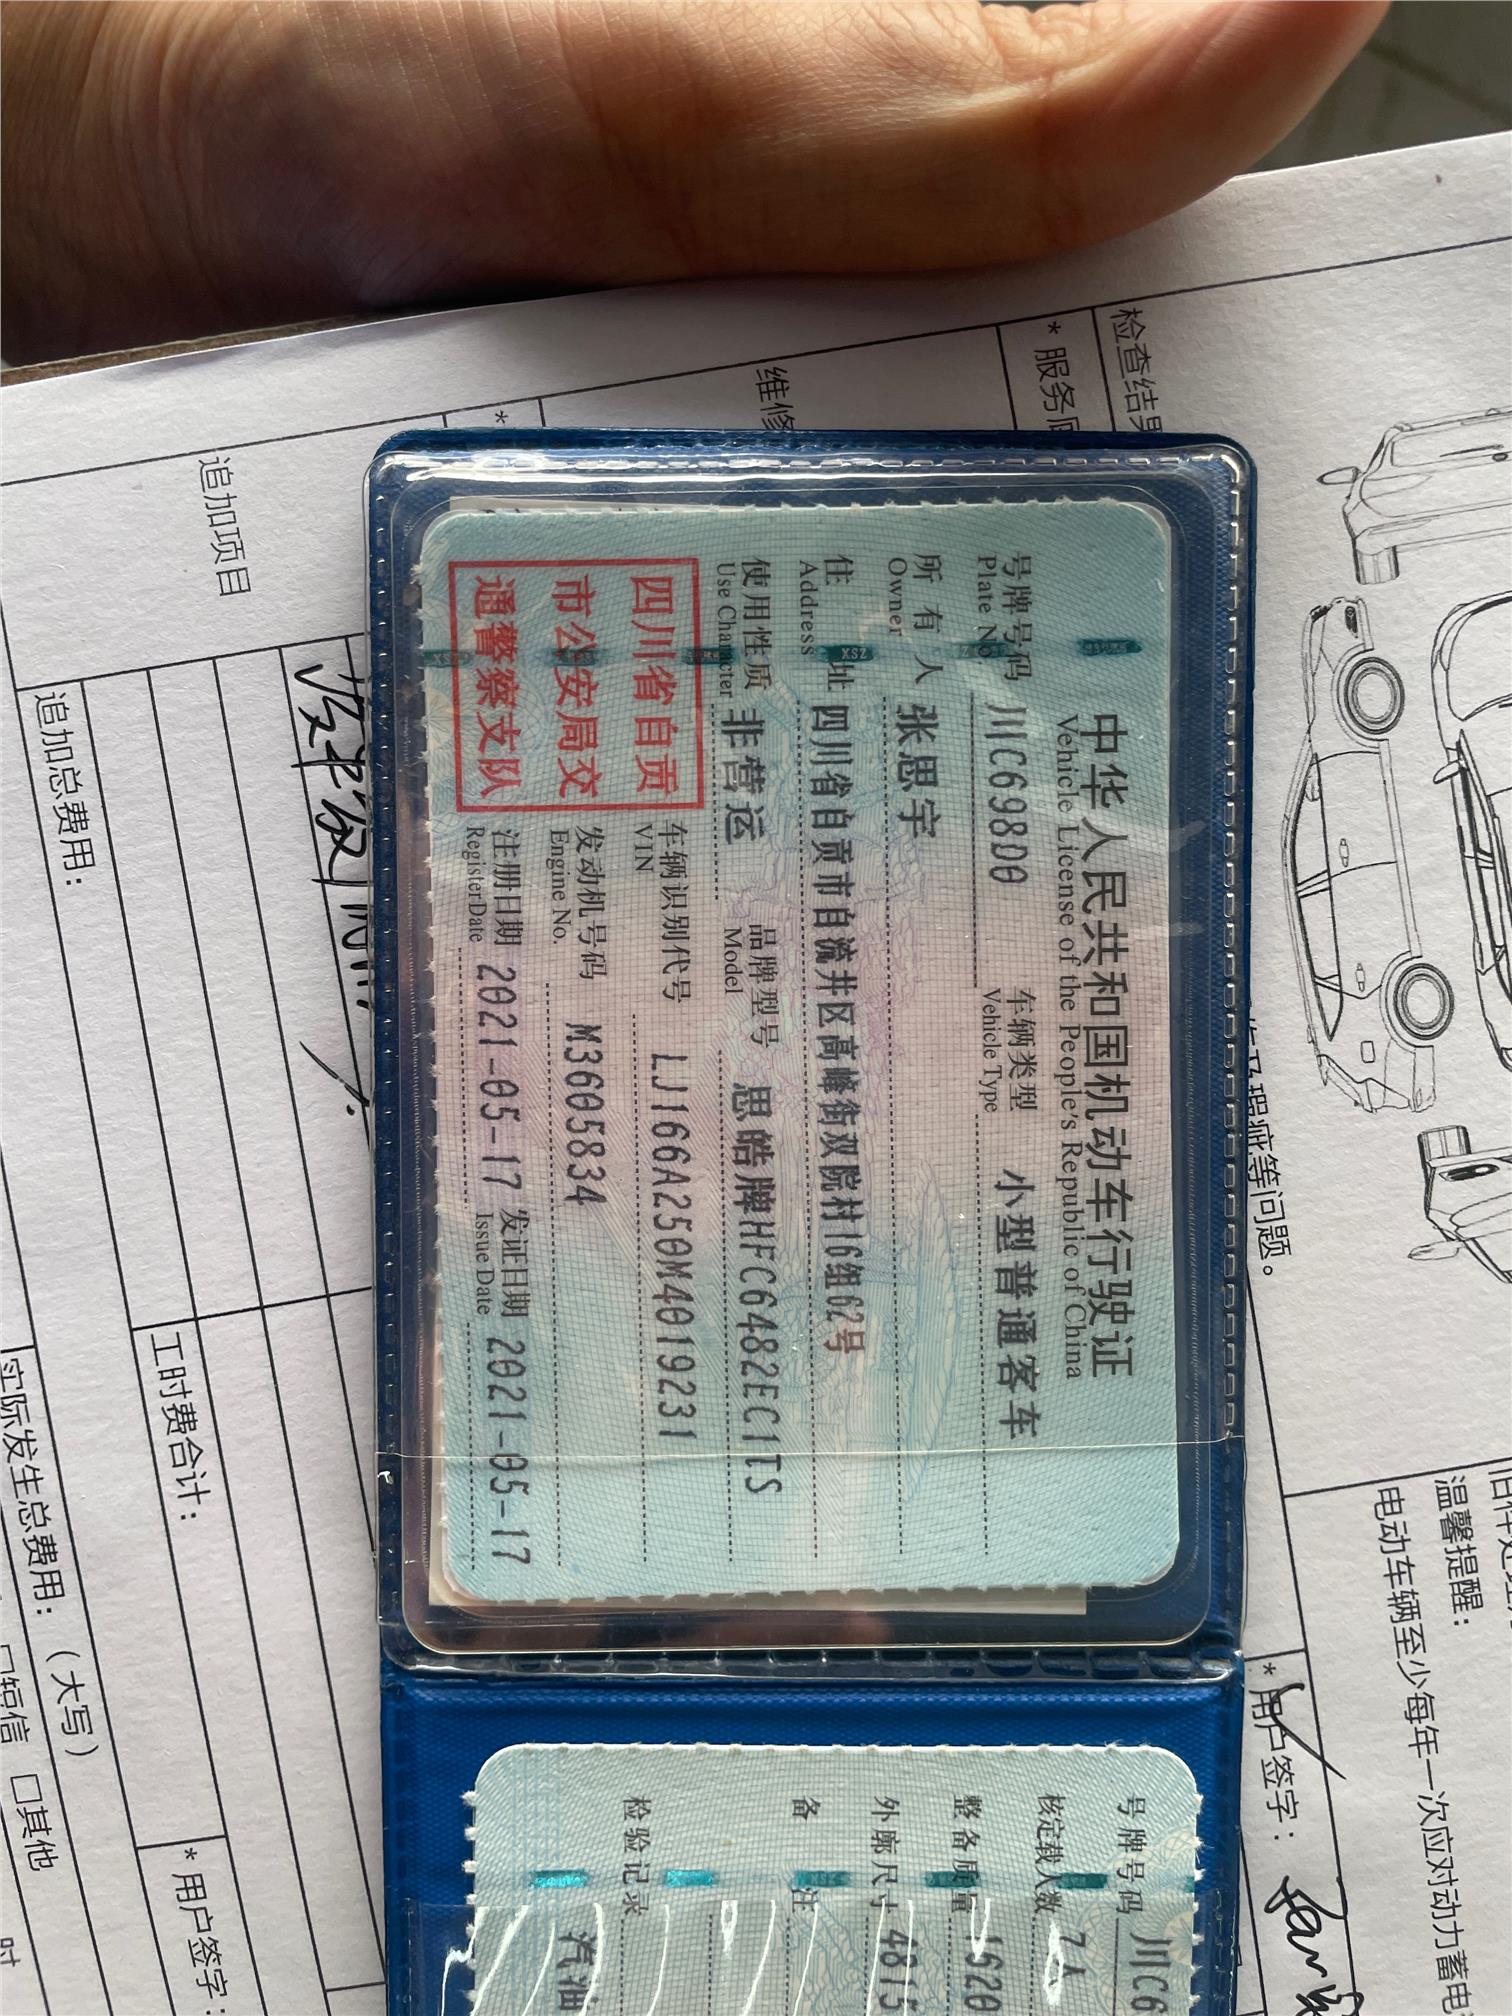 中华人民共和国机动车行驶证
Vehicle License of the People's Republic of China
号牌号码 川C698D0 车辆类型 小型普通客车
Plate No. Vehicle Type
所有人 张思宇
Owner
住址 四川省自贡市自流井区高峰街双院村16组62号
Address
使用性质 非营运 品牌型号 思皓牌HFC6482EC1TS
Use Character Model
四川省自贡
市公安局交
通警察支队
车辆识别代号 LJ166A250M4019231
VIN
发动机号码 M3605834
Engine No.
注册日期 2021-05-17 发证日期 2021-05-17
Register Date Issue Date
号牌号码 川C6
核定载人数 7人
整备质量
外廓尺寸 4815
备注
检验记录 汽油
检查结果
* 服务
维修
*
追加项目
追加总费用：
工时费合计：
实际发生总费用：（大写）
□短信 □其他
* 用户签字：
瑕疵等问题。
温馨提醒：
电动车辆至少每年一次应对动力蓄电
* 用户签字：
时